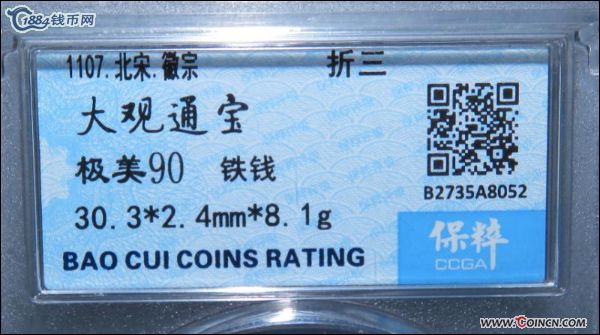 1884钱币网
1107.北宋.徽宗 折三
大观通宝
极美90 铁钱
B2735A8052
30.3*2.4mm*8.1g
保粹
CCGA
BAO CUI COINS RATING
www.COINCN.com